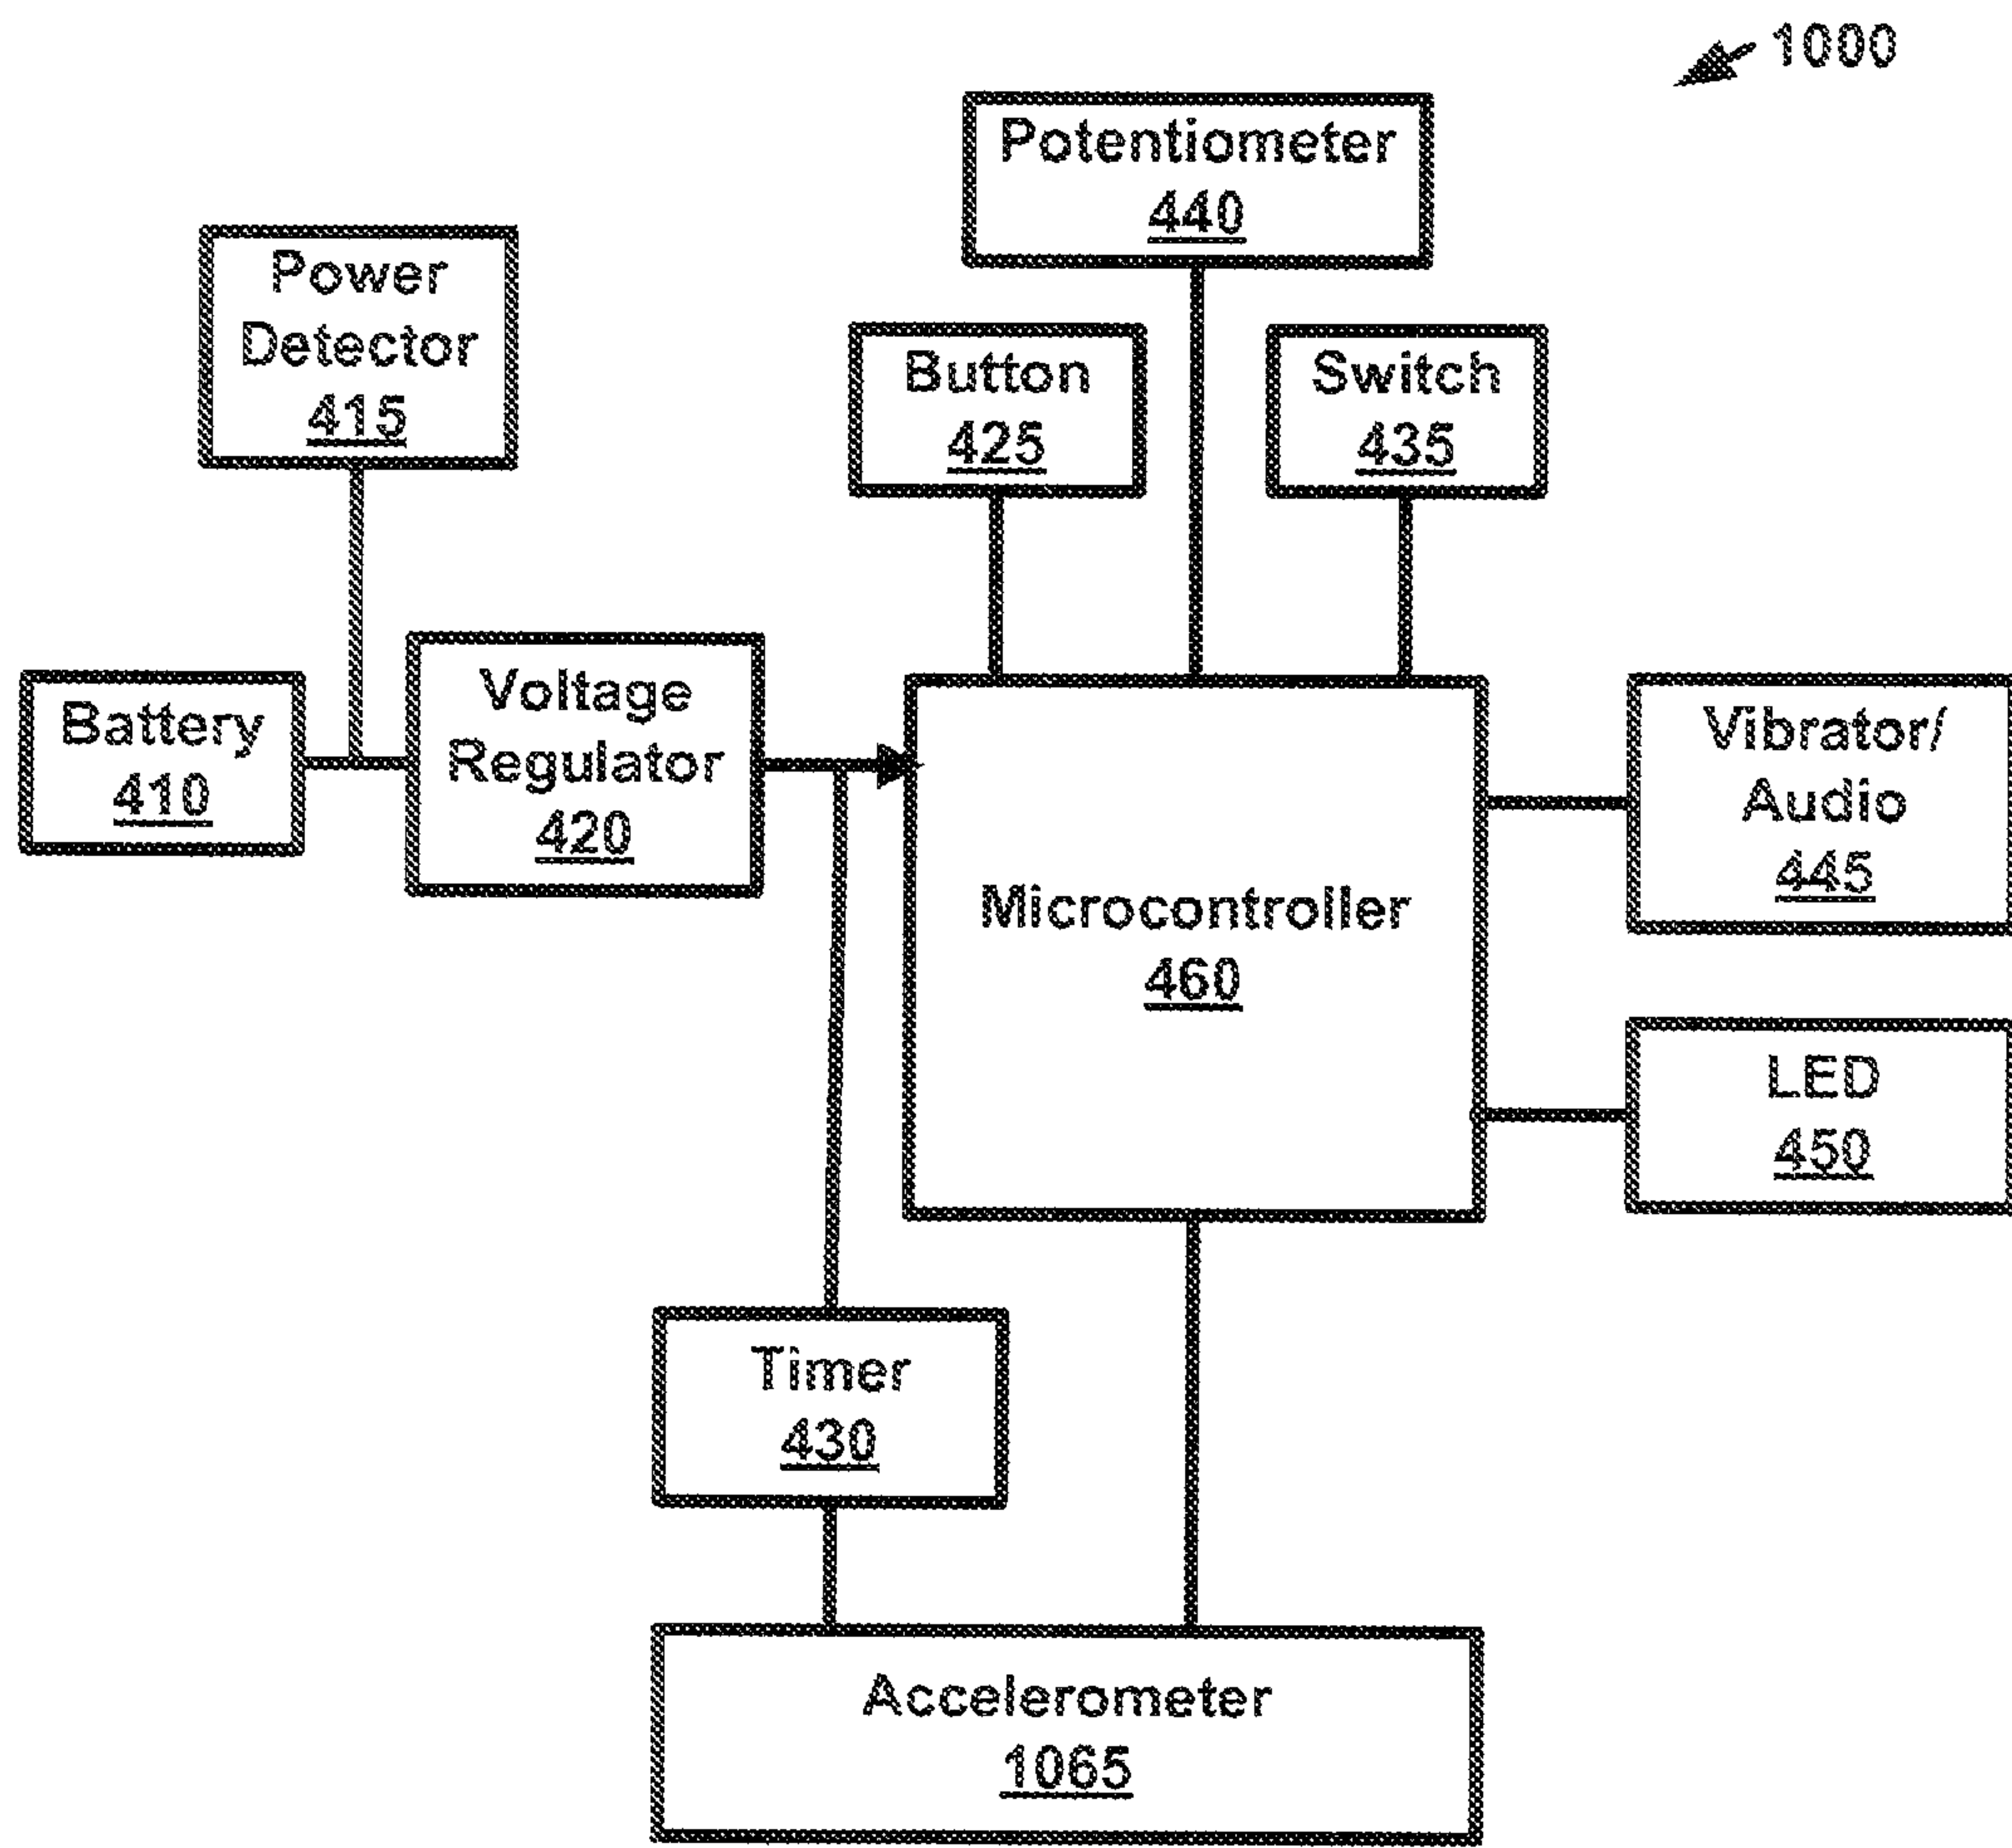 1000
Potentiometer
440
Power
Detector
415
Button
425
Switch
435
Battery
410
Voltage
Regulator
420
Microcontroller
460
Vibrator/
Audio
445
LED
450
Timer
430
Accelerometer
1065